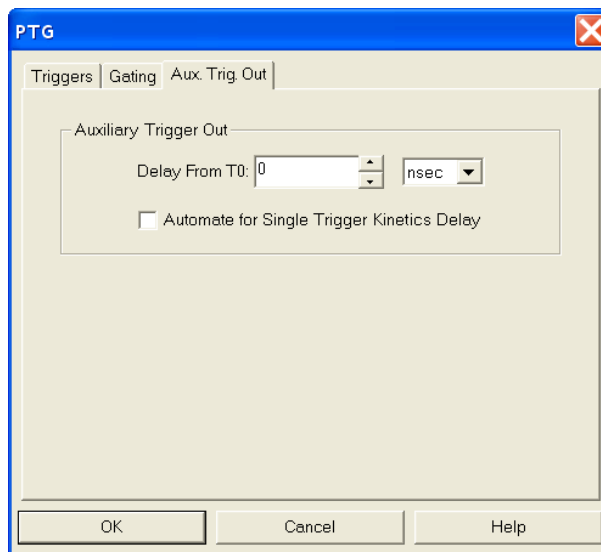 PTG
Triggers Gating Aux. Trig. Out
Auxiliary Trigger Out
Delay From T0: 0 nsec
Automate for Single Trigger Kinetics Delay
OK Cancel Help